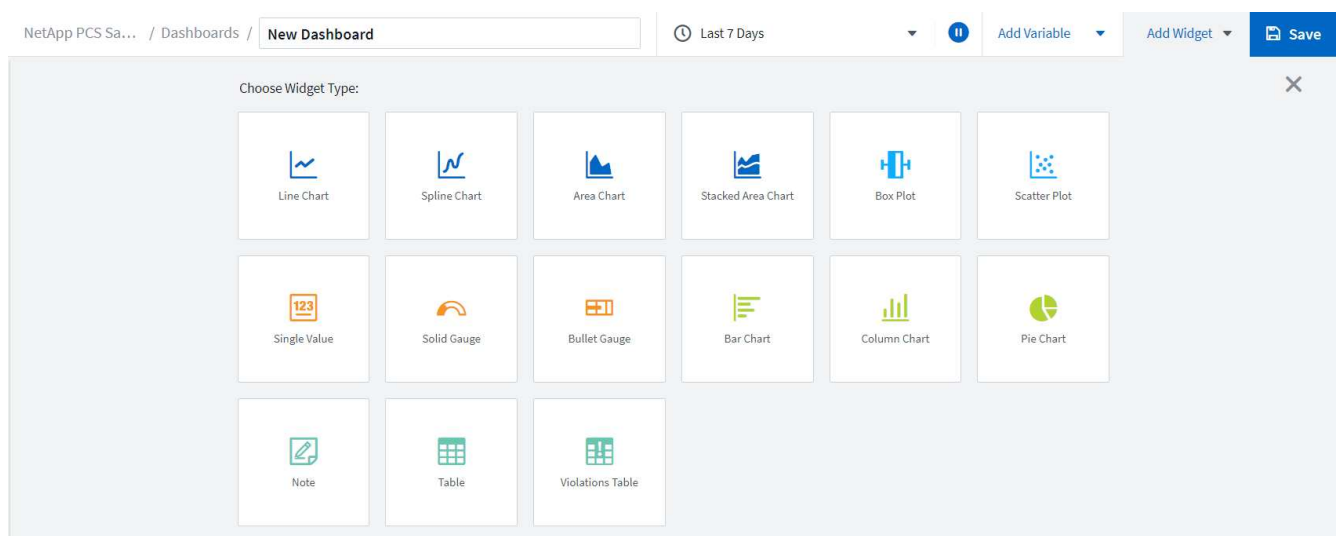 NetApp PCS Sa... / Dashboards / New Dashboard Last 7 Days Add Variable Add Widget Save
Choose Widget Type:
Line Chart Spline Chart Area Chart Stacked Area Chart Box Plot Scatter Plot
123
Single Value Solid Gauge Bullet Gauge Bar Chart Column Chart Pie Chart
Note Table Violations Table